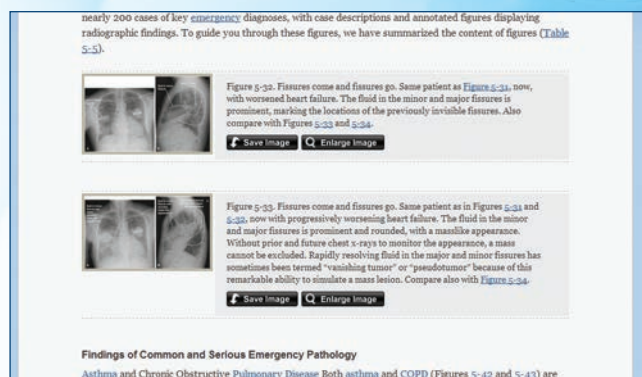 nearly 200 cases of key emergency diagnoses, with case descriptions and annotated figures displaying
radiographic findings. To guide you through these figures, we have summarized the content of figures (Table
5-5).
Figure 5-32. Fissures come and fissures go. Same patient as Figure 5-31, now,
with worsened heart failure. The fluid in the minor and major fissures is
prominent, marking the locations of the previously invisible fissures. Also
compare with Figures 5-33 and 5-34.
Save Image Enlarge Image
Figure 5-33. Fissures come and fissures go. Same patient as in Figures 5-31 and
5-32, now with progressively worsening heart failure. The fluid in the minor
and major fissures is prominent and rounded, with a masslike appearance.
Without prior and future chest x-rays to monitor the appearance, a mass
cannot be excluded. Rapidly resolving fluid in the major and minor fissures has
sometimes been termed "vanishing tumor" or "pseudotumor" because of this
remarkable ability to simulate a mass lesion. Compare also with Figure 5-34.
Save Image Enlarge Image
Findings of Common and Serious Emergency Pathology
Asthma and Chronic Obstructive Pulmonary Disease Both asthma and COPD (Figures 5-42 and 5-43) are